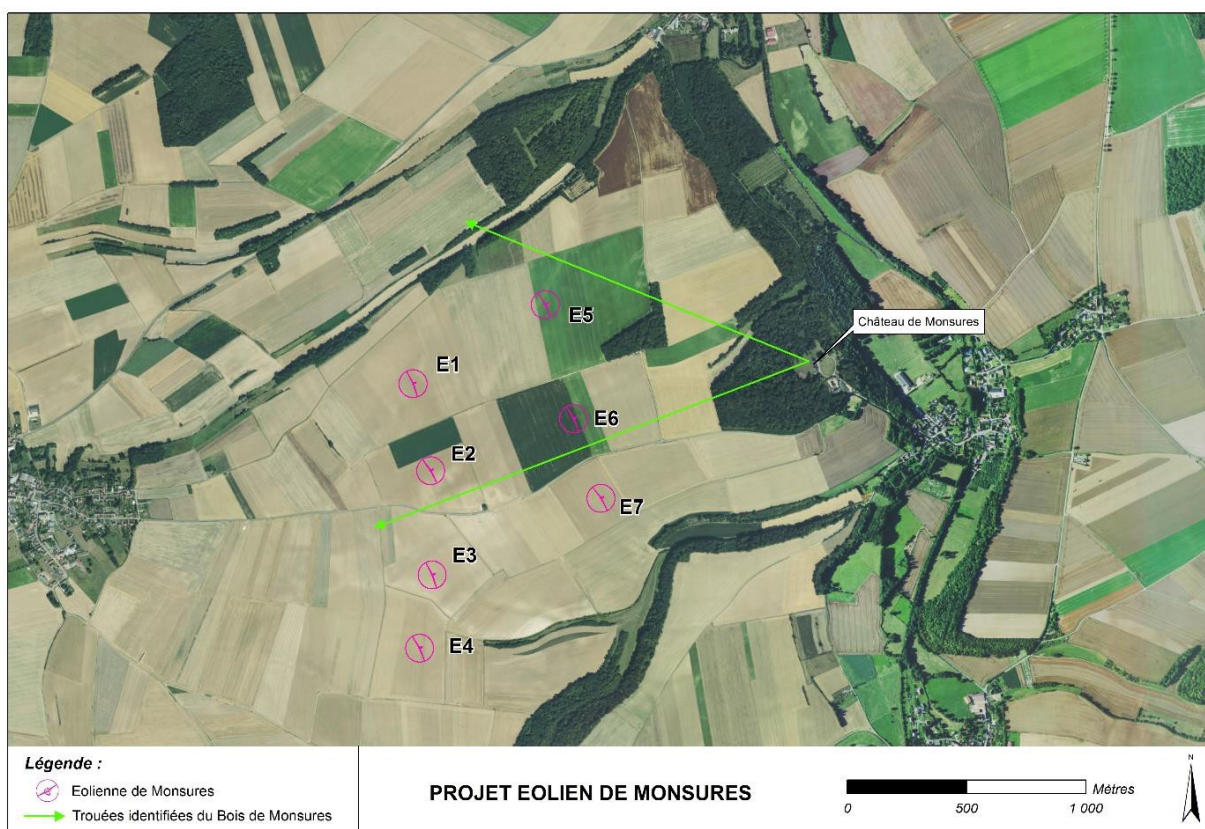 E5
Château de Monsures
E1
E6
E2
E7
E3
E4
Légende :
Eolienne de Monsures
Trouées identifiées du Bois de Monsures
PROJET EOLIEN DE MONSURES
Mètres
0 500 1 000
N